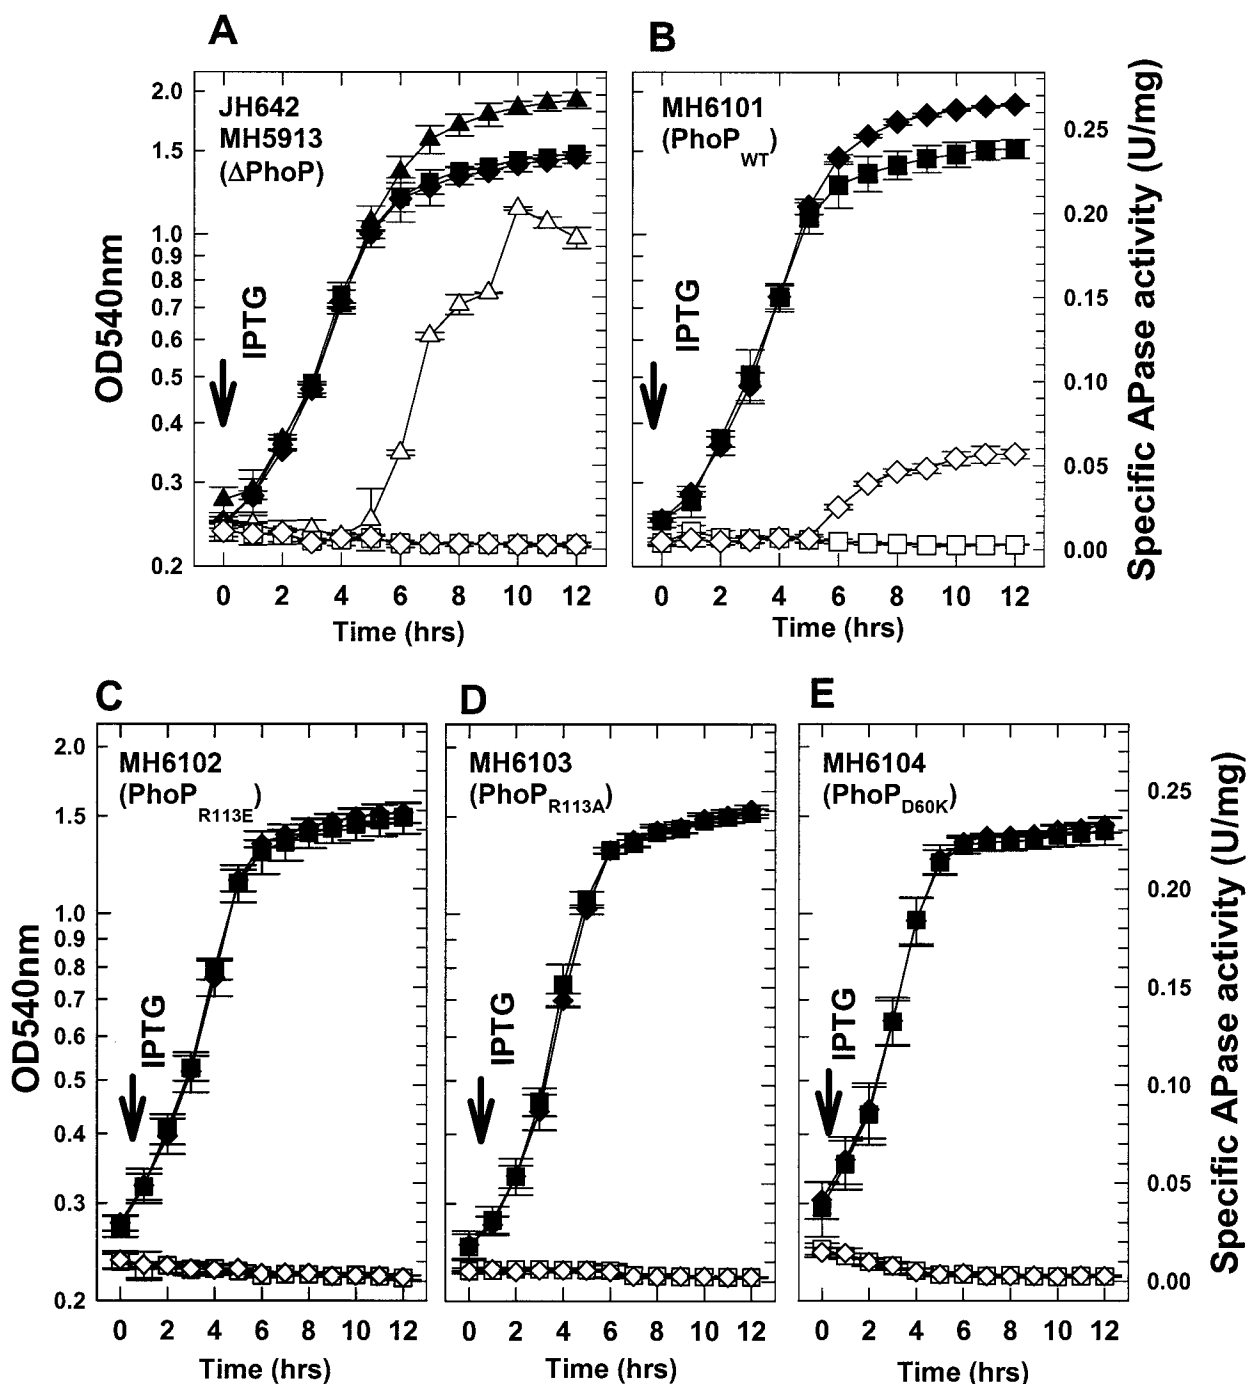 A
B
JH642
MH5913
(ΔPhoP)
MH6101
(PhoP_WT)
OD540nm
2.0
1.5
1.0
0.9
0.8
0.7
0.6
0.5
0.4
0.3
0.2
IPTG
IPTG
0.25
0.20
0.15
0.10
0.05
0.00
Specific APase activity (U/mg)
0 2 4 6 8 10 12
0 2 4 6 8 10 12
Time (hrs)
Time (hrs)
C
D
E
MH6102
(PhoP_R113E)
MH6103
(PhoP_R113A)
MH6104
(PhoP_D60K)
OD540nm
2.0
1.5
1.0
0.9
0.8
0.7
0.6
0.5
0.4
0.3
0.2
IPTG
IPTG
IPTG
0.25
0.20
0.15
0.10
0.05
0.00
Specific APase activity (U/mg)
0 2 4 6 8 10 12
0 2 4 6 8 10 12
0 2 4 6 8 10 12
Time (hrs)
Time (hrs)
Time (hrs)